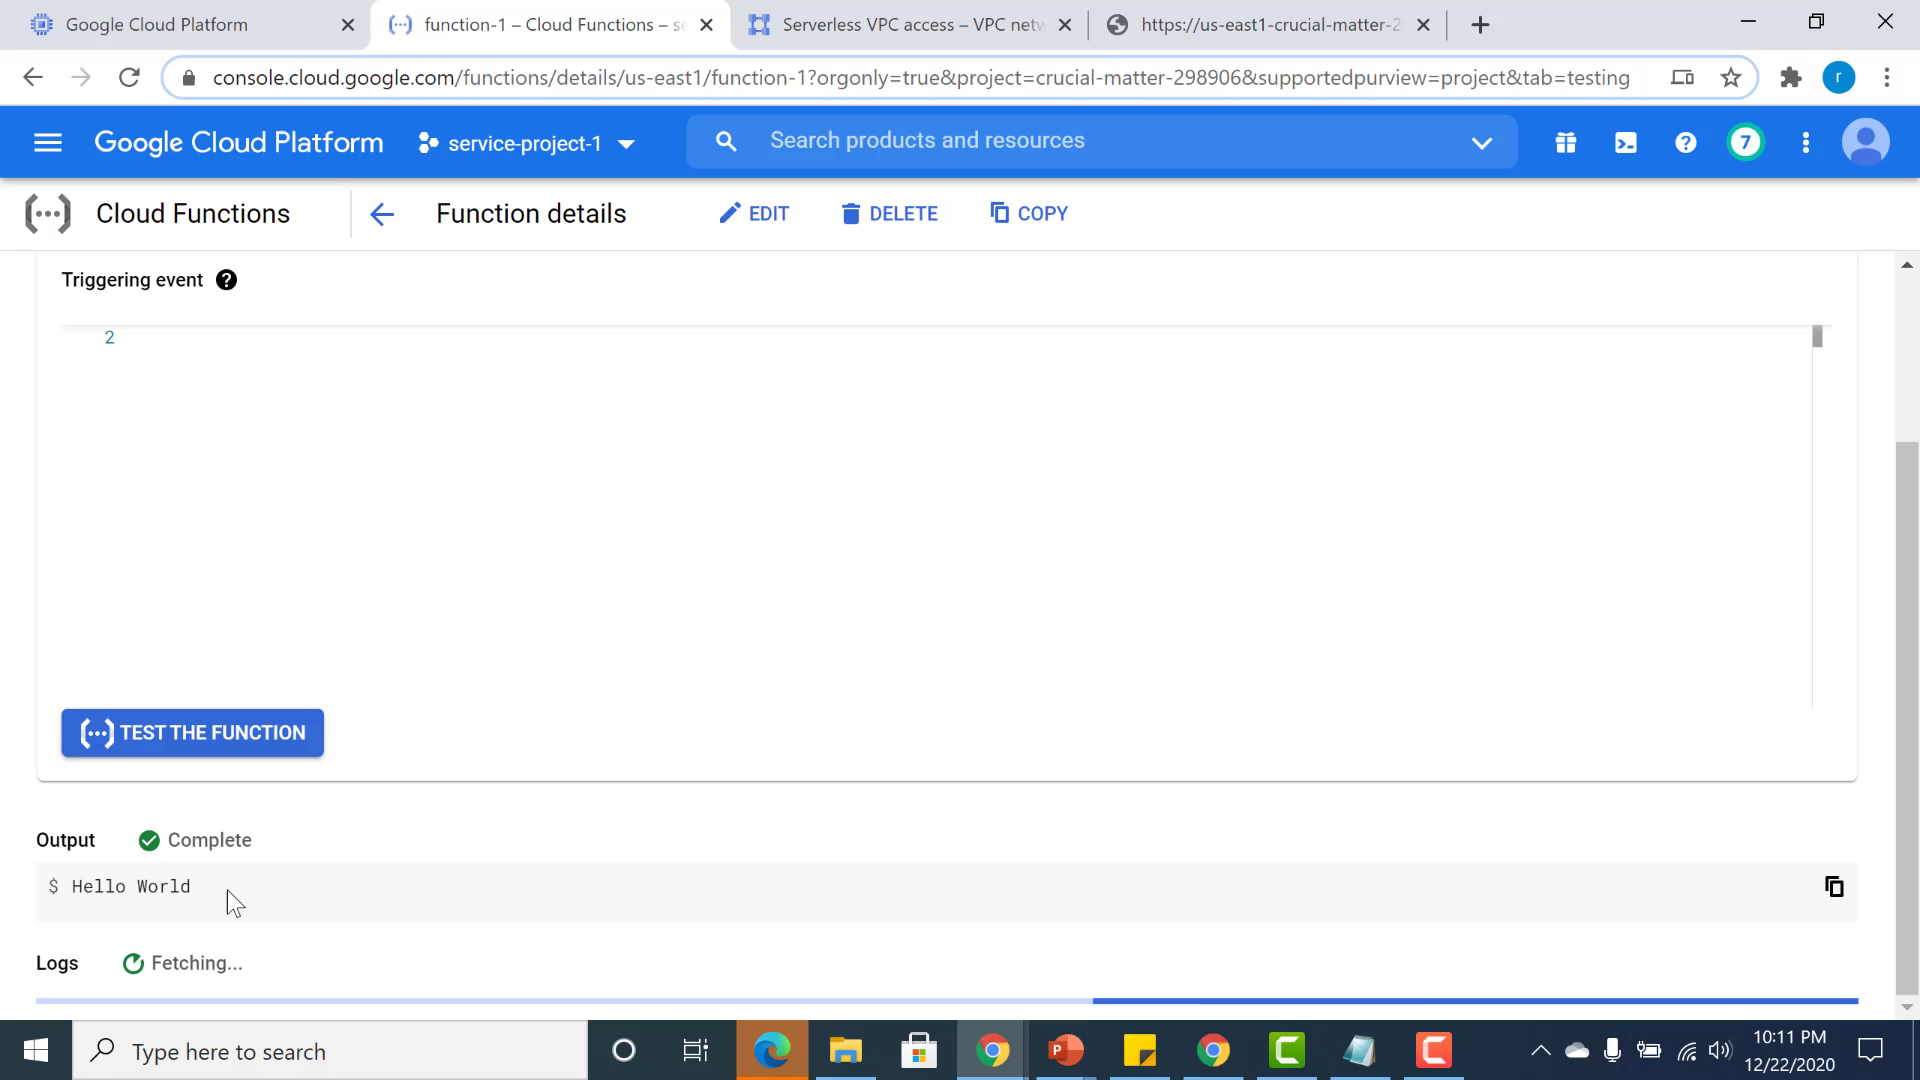 Google Cloud Platform
function-1 – Cloud Functions – se
Serverless VPC access – VPC netw
https://us-east1-crucial-matter-2
console.cloud.google.com/functions/details/us-east1/function-1?orgonly=true&project=crucial-matter-298906&supportedpurview=project&tab=testing
r
Google Cloud Platform
service-project-1
Search products and resources
7
Cloud Functions
Function details
EDIT
DELETE
COPY
Triggering event
2
TEST THE FUNCTION
Output
Complete
$ Hello World
Logs
Fetching...
Type here to search
10:11 PM
12/22/2020